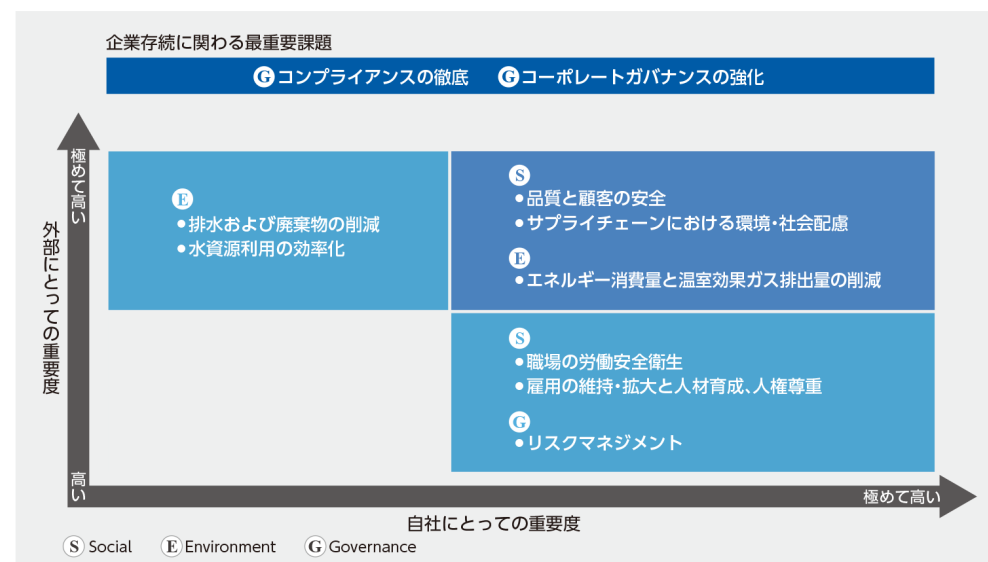 企業存続に関わる最重要課題
G コンプライアンスの徹底 G コーポレートガバナンスの強化
極めて高い
外部にとっての重要度
E
●排水および廃棄物の削減
●水資源利用の効率化
S
●品質と顧客の安全
●サプライチェーンにおける環境・社会配慮
E
●エネルギー消費量と温室効果ガス排出量の削減
S
●職場の労働安全衛生
●雇用の維持・拡大と人材育成、人権尊重
G
●リスクマネジメント
高い
極めて高い
自社にとっての重要度
S Social E Environment G Governance